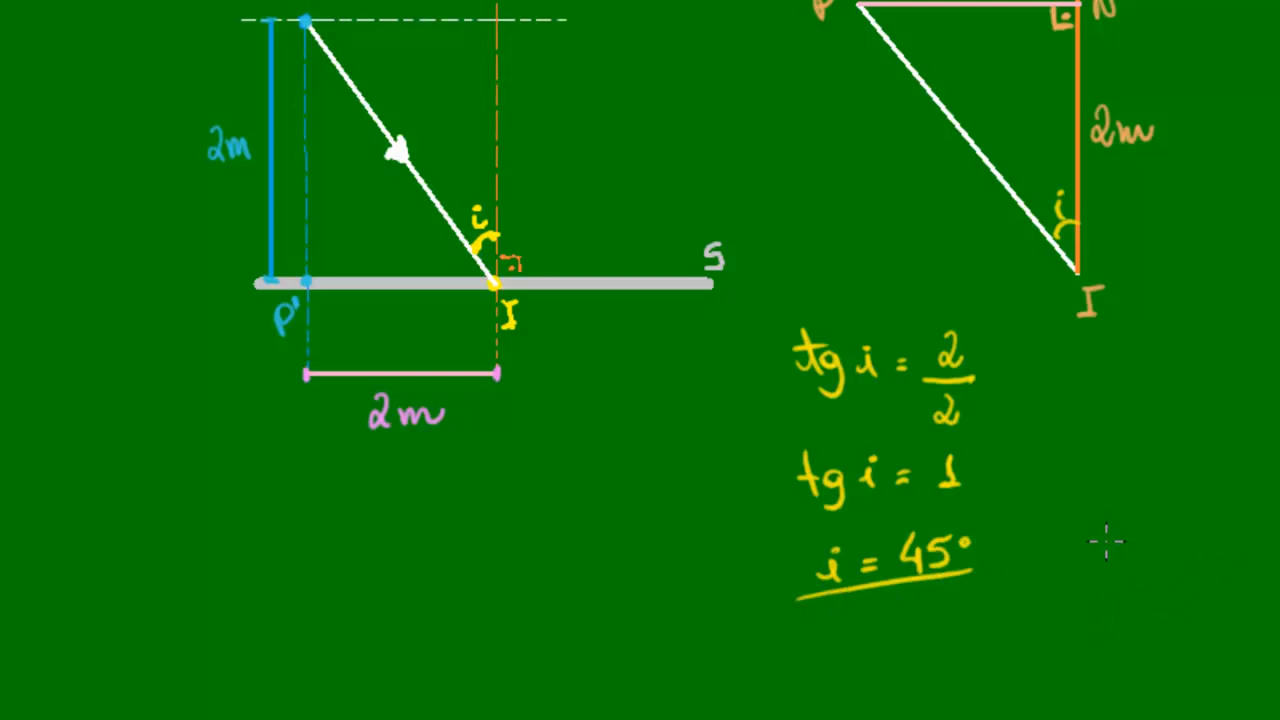 P N
2m
2m
i
i
S
P'
I
I
2m
tg i = 2/2
tg i = 1
i = 45°